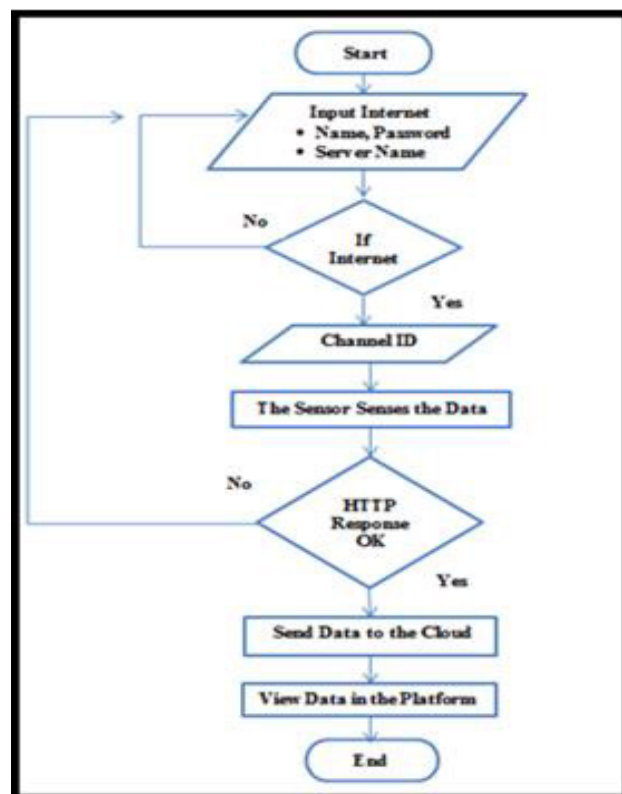 Start
Input Internet
• Name, Password
• Server Name
No
If
Internet
Yes
Channel ID
The Sensor Senses the Data
No
HTTP
Response
OK
Yes
Send Data to the Cloud
View Data in the Platform
End